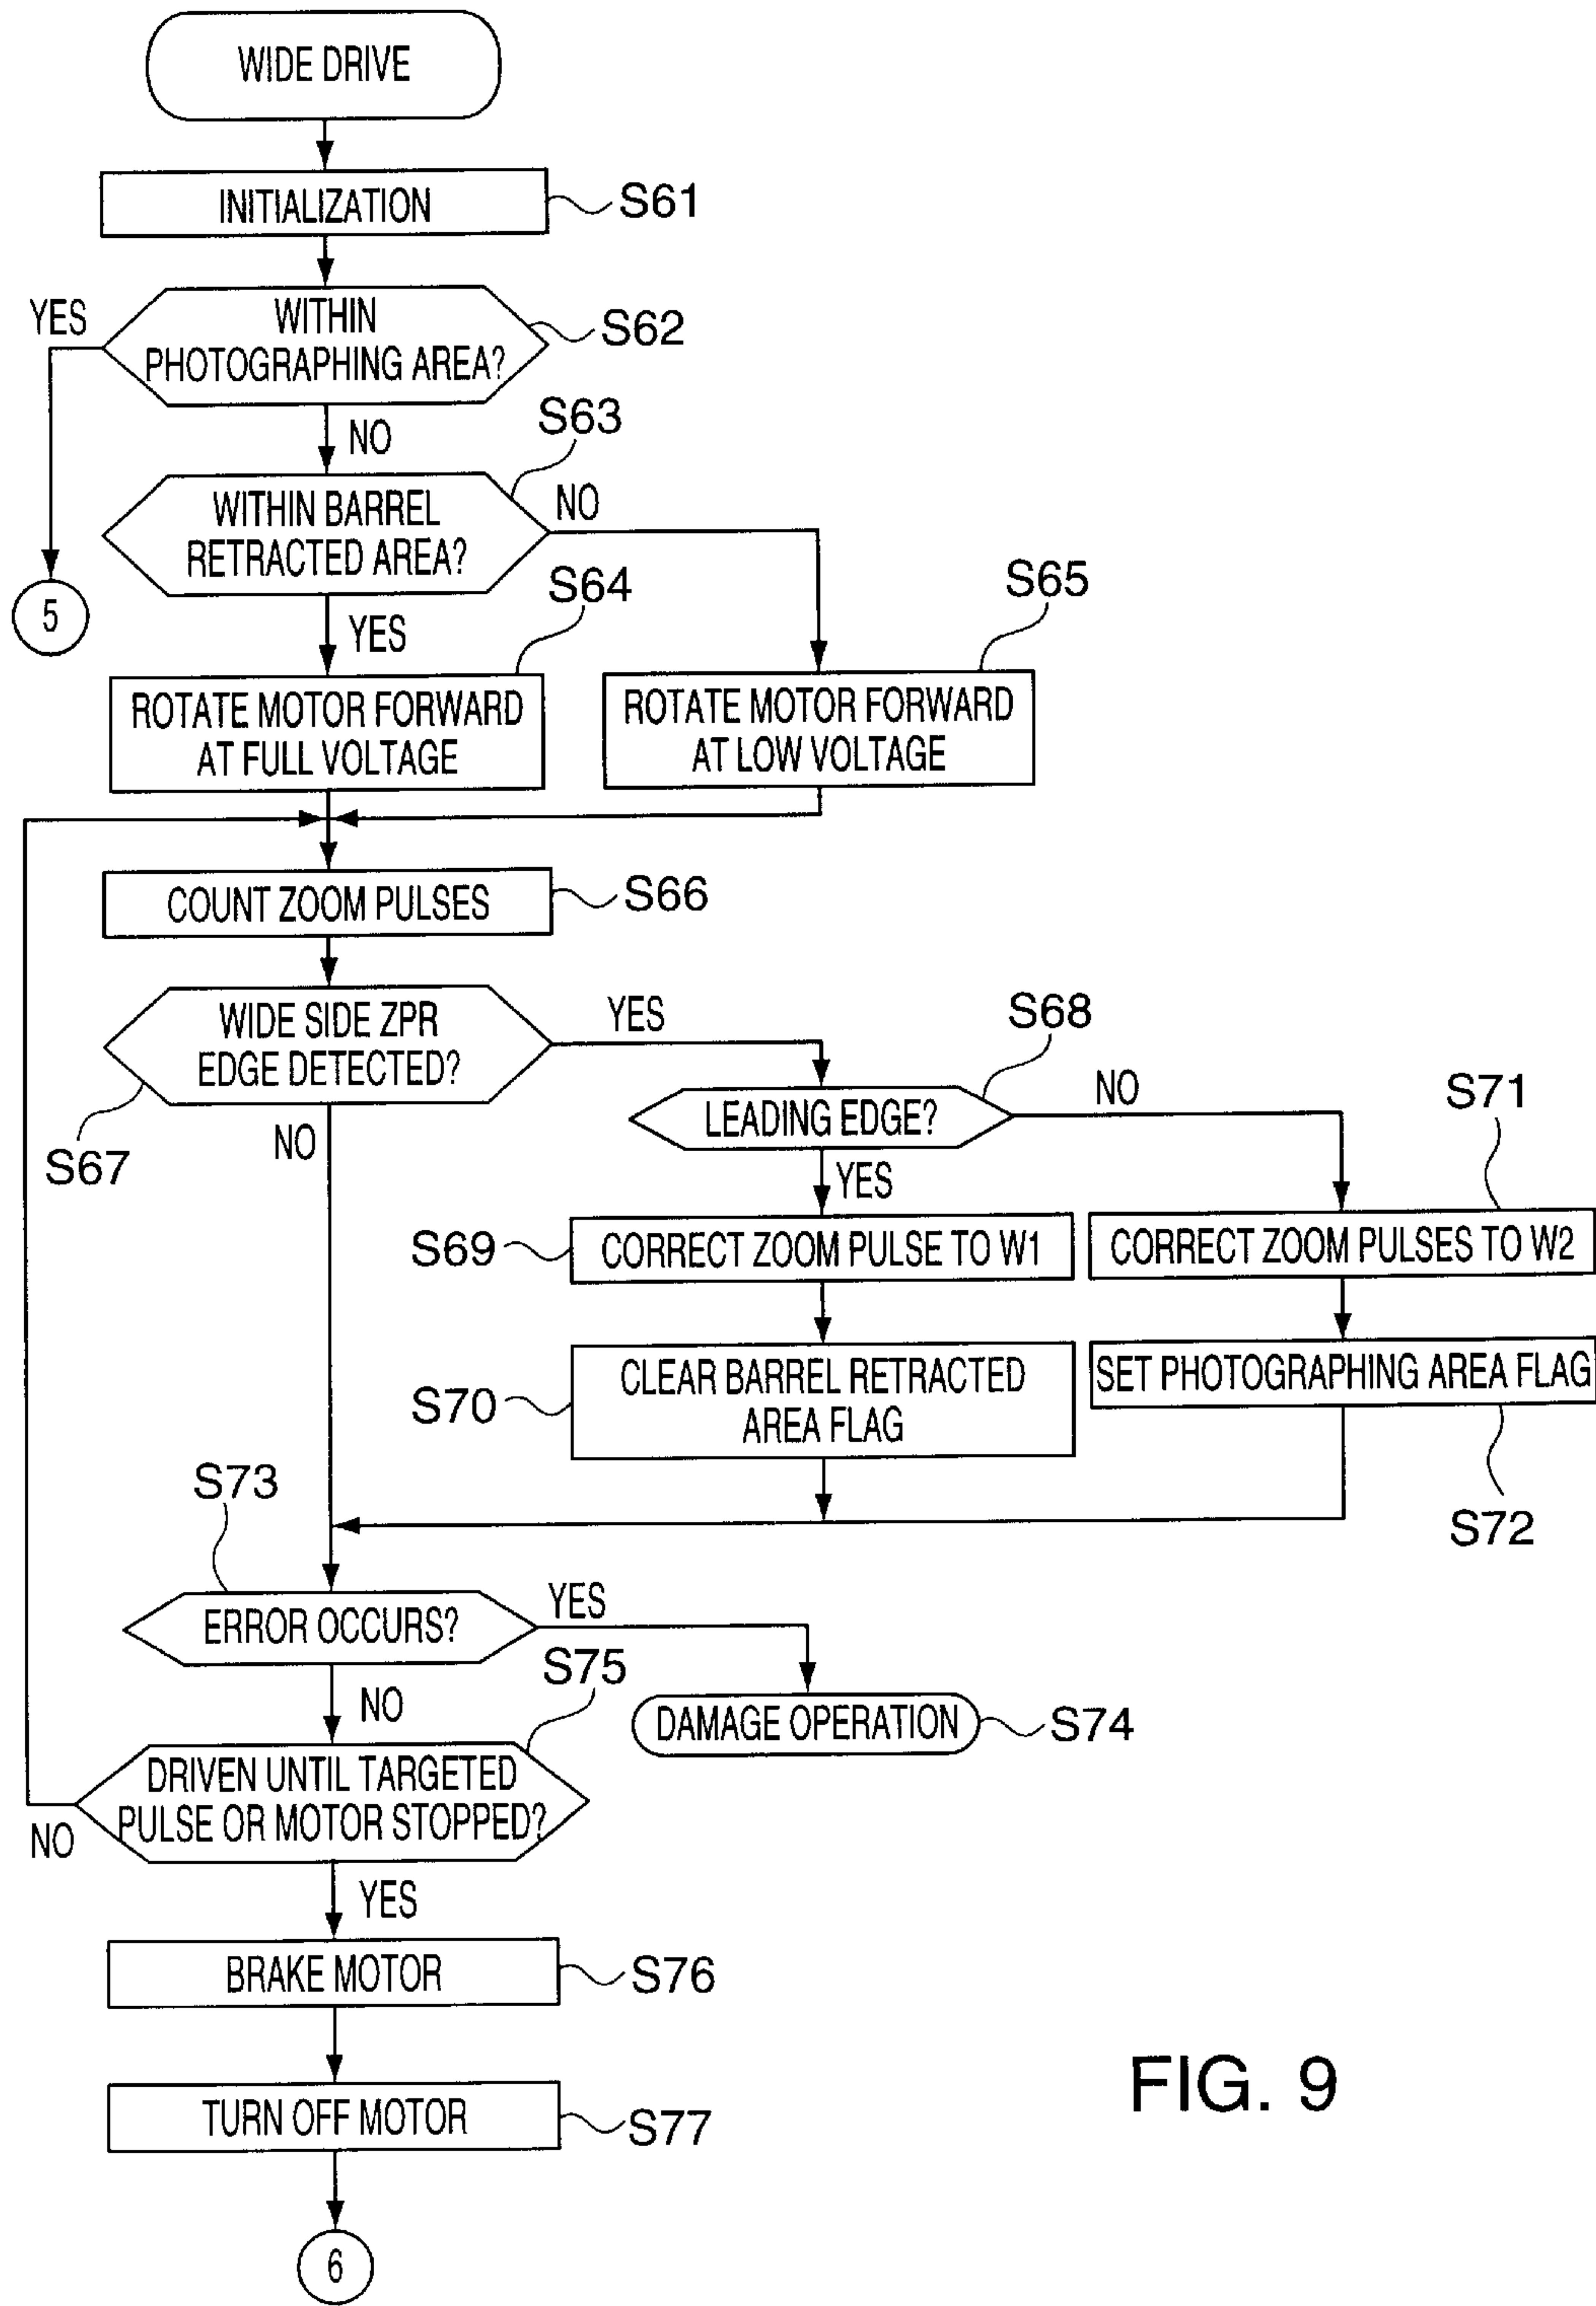 WIDE DRIVE
INITIALIZATION
S61
YES
WITHIN
PHOTOGRAPHING AREA?
S62
NO
S63
WITHIN BARREL
RETRACTED AREA?
NO
5
YES
S64
S65
ROTATE MOTOR FORWARD
AT FULL VOLTAGE
ROTATE MOTOR FORWARD
AT LOW VOLTAGE
COUNT ZOOM PULSES
S66
WIDE SIDE ZPR
EDGE DETECTED?
YES
S67
NO
S68
LEADING EDGE?
NO
S71
YES
S69
CORRECT ZOOM PULSE TO W1
CORRECT ZOOM PULSES TO W2
S70
CLEAR BARREL RETRACTED
AREA FLAG
SET PHOTOGRAPHING AREA FLAG
S72
S73
ERROR OCCURS?
YES
NO
S75
DAMAGE OPERATION
S74
DRIVEN UNTIL TARGETED
PULSE OR MOTOR STOPPED?
NO
YES
BRAKE MOTOR
S76
TURN OFF MOTOR
S77
6
FIG. 9